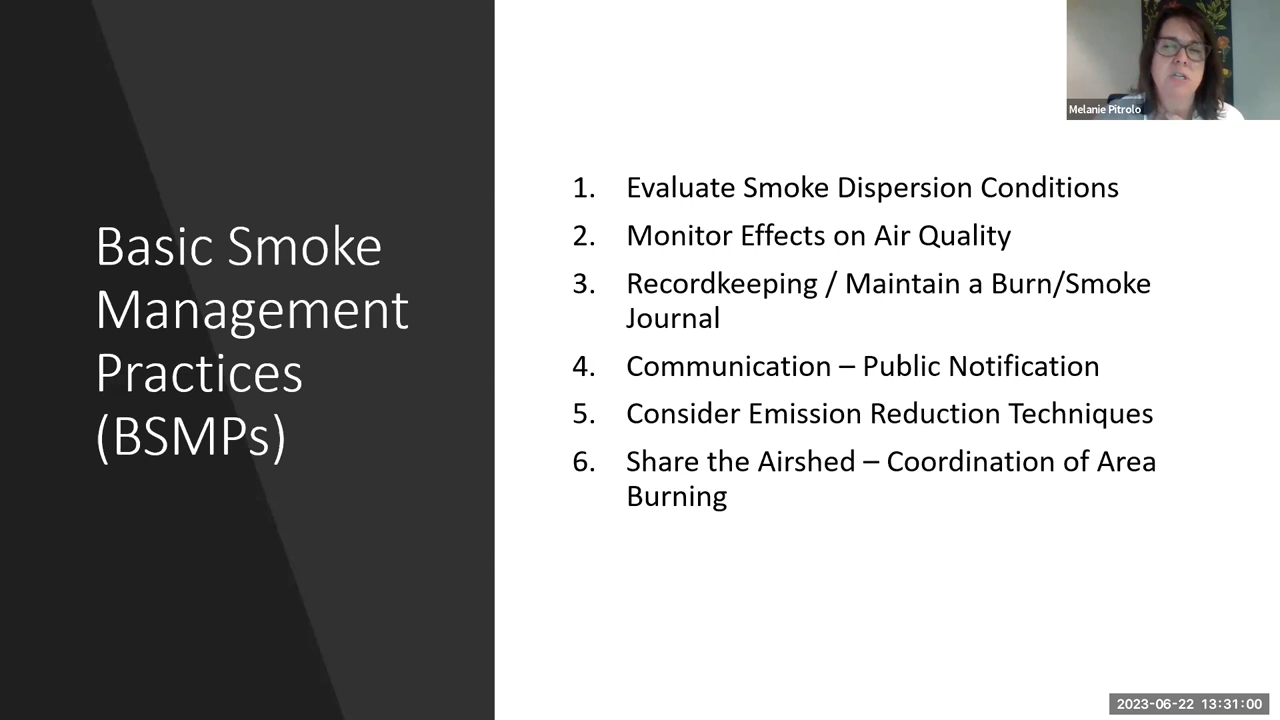 Basic Smoke
Management
Practices
(BSMPs)
1. Evaluate Smoke Dispersion Conditions
2. Monitor Effects on Air Quality
3. Recordkeeping / Maintain a Burn/Smoke
Journal
4. Communication – Public Notification
5. Consider Emission Reduction Techniques
6. Share the Airshed – Coordination of Area
Burning
Melanie Pitrolo
2023-06-22 13:31:00